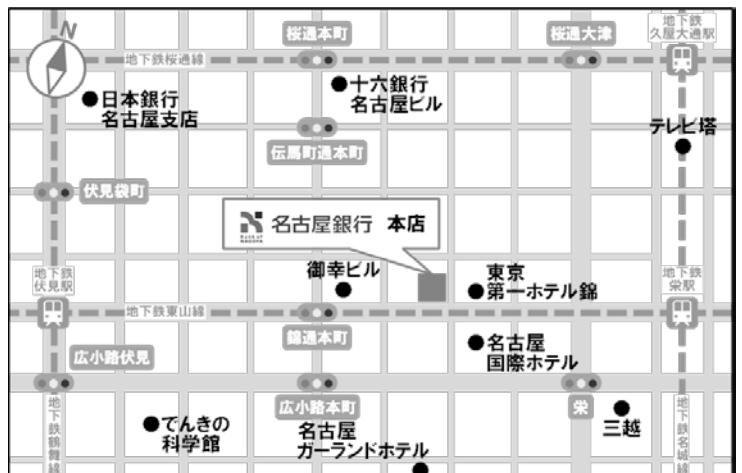 N
地下鉄桜通線
桜通本町
桜通大津
地下鉄
久屋大通駅
日本銀行
名古屋支店
十六銀行
名古屋ビル
テレビ塔
伝馬町通本町
伏見袋町
BANK OF
NAGOYA
名古屋銀行 本店
地下鉄
伏見駅
御幸ビル
東京
第一ホテル錦
地下鉄
栄駅
地下鉄東山線
錦通本町
名古屋
国際ホテル
広小路伏見
広小路本町
栄
三越
でんきの
科学館
名古屋
ガーランドホテル
地下鉄鶴舞線
地下鉄名城線